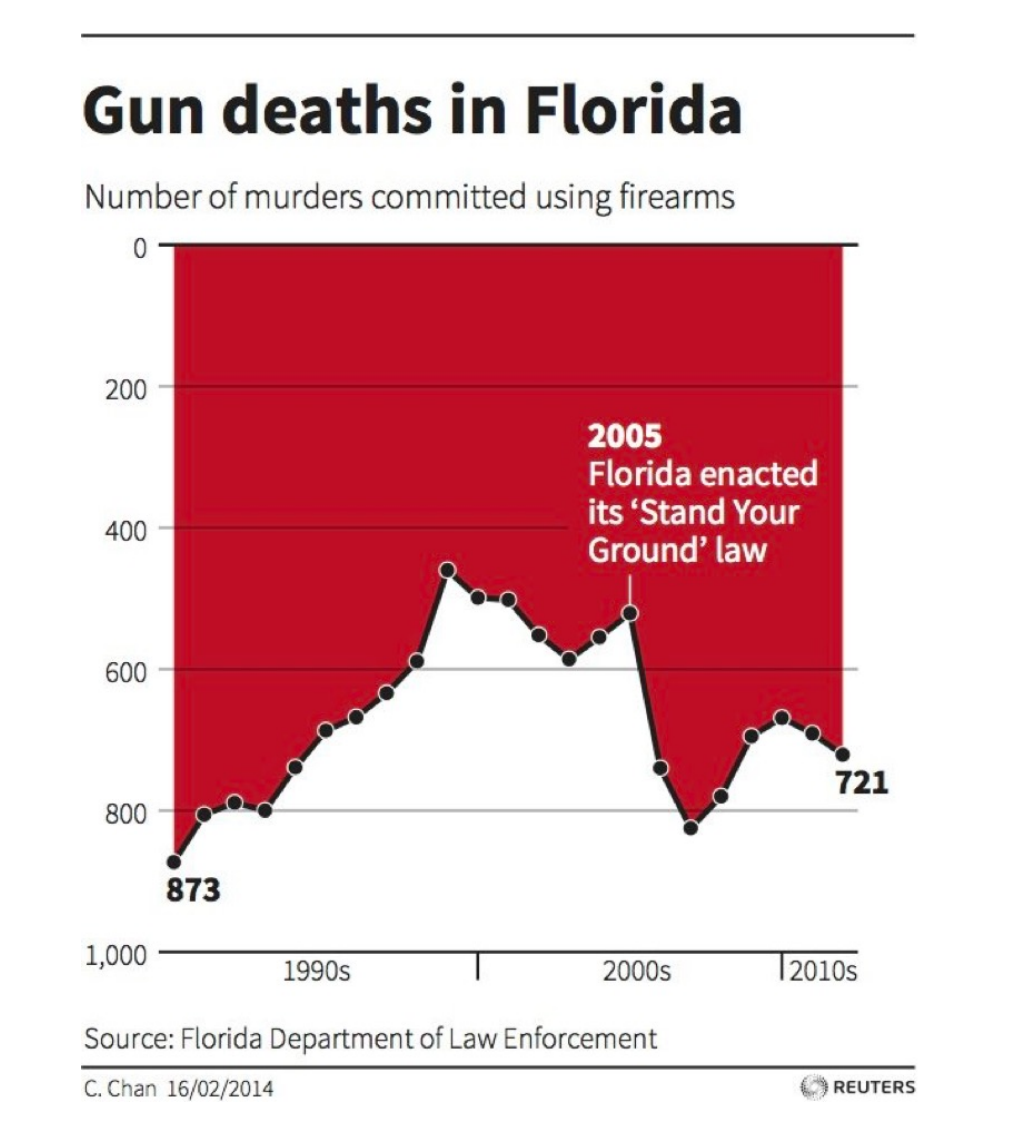 Gun deaths in Florida
Number of murders committed using firearms
0
200
2005
Florida enacted
its ‘Stand Your
Ground’ law
400
600
721
800
873
1,000
1990s
2000s
2010s
Source: Florida Department of Law Enforcement
C. Chan 16/02/2014
REUTERS